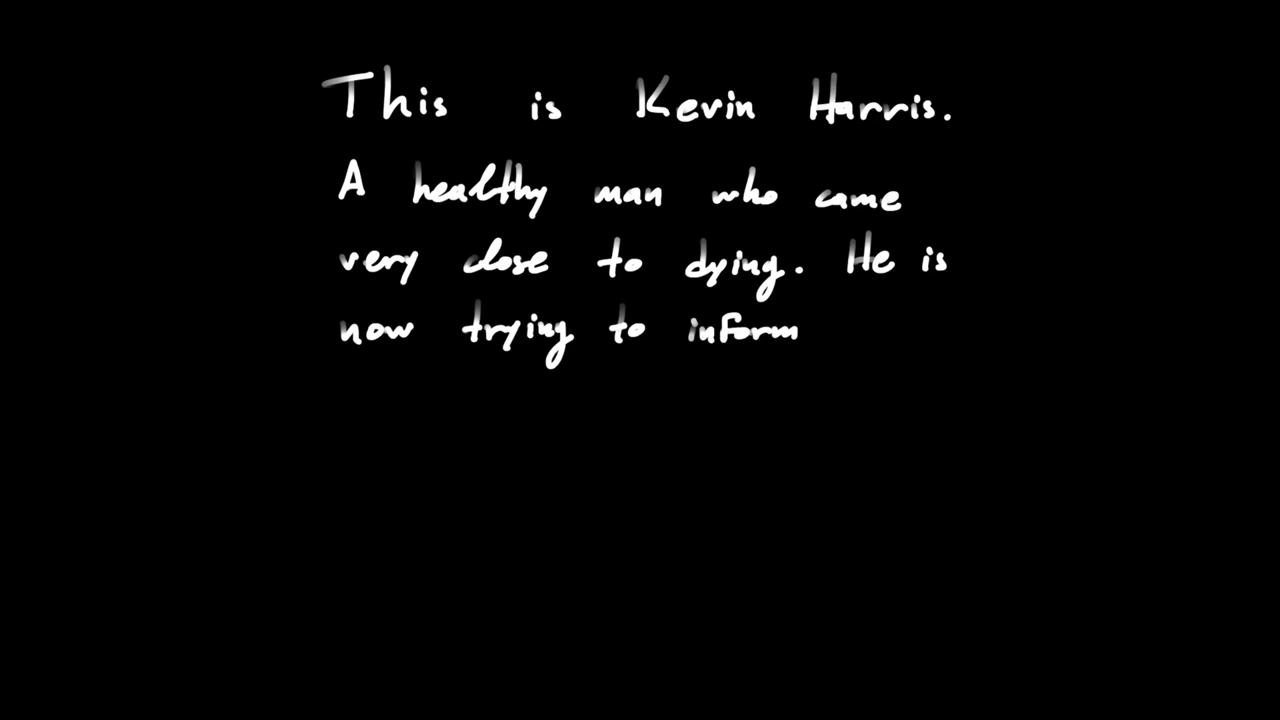 This is Kevin Harris.
A healthy man who came
very close to dying. He is
now trying to inform